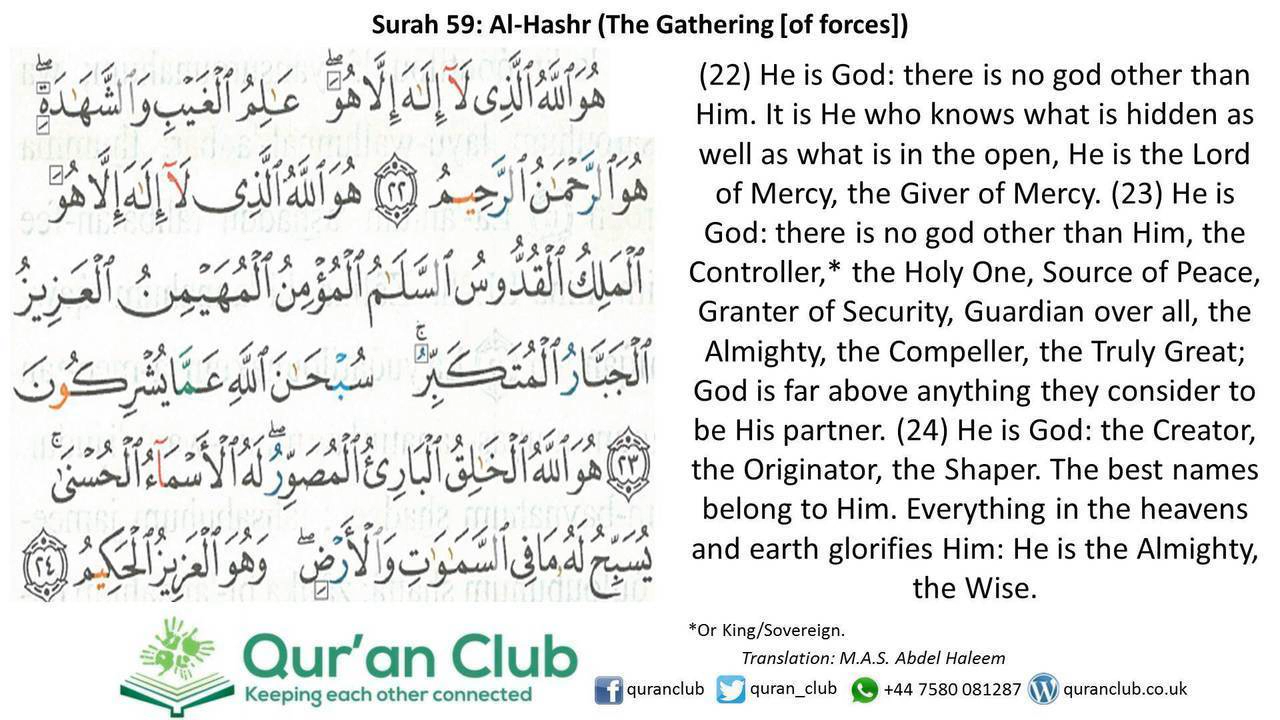 Surah 59: Al-Hashr (The Gathering [of forces])
هُوَ ٱللَّهُ ٱلَّذِى لَآ إِلَـٰهَ إِلَّا هُوَ ۖ عَـٰلِمُ ٱلْغَيْبِ وَٱلشَّهَـٰدَةِ ۖ
هُوَ ٱلرَّحْمَـٰنُ ٱلرَّحِيمُ ٢٢ هُوَ ٱللَّهُ ٱلَّذِى لَآ إِلَـٰهَ إِلَّا هُوَ
ٱلْمَلِكُ ٱلْقُدُّوسُ ٱلسَّلَـٰمُ ٱلْمُؤْمِنُ ٱلْمُهَيْمِنُ ٱلْعَزِيزُ
ٱلْجَبَّارُ ٱلْمُتَكَبِّرُ ۚ سُبْحَـٰنَ ٱللَّهِ عَمَّا يُشْرِكُونَ
٢٣ هُوَ ٱللَّهُ ٱلْخَـٰلِقُ ٱلْبَارِئُ ٱلْمُصَوِّرُ ۖ لَهُ ٱلْأَسْمَآءُ ٱلْحُسْنَىٰ ۚ
يُسَبِّحُ لَهُۥ مَا فِى ٱلسَّمَـٰوَٰتِ وَٱلْأَرْضِ ۖ وَهُوَ ٱلْعَزِيزُ ٱلْحَكِيمُ ٢٤
(22) He is God: there is no god other than
Him. It is He who knows what is hidden as
well as what is in the open, He is the Lord
of Mercy, the Giver of Mercy. (23) He is
God: there is no god other than Him, the
Controller,* the Holy One, Source of Peace,
Granter of Security, Guardian over all, the
Almighty, the Compeller, the Truly Great;
God is far above anything they consider to
be His partner. (24) He is God: the Creator,
the Originator, the Shaper. The best names
belong to Him. Everything in the heavens
and earth glorifies Him: He is the Almighty,
the Wise.
*Or King/Sovereign.
Translation: M.A.S. Abdel Haleem
Qur'an Club
Keeping each other connected
quranclub quran_club +44 7580 081287 quranclub.co.uk